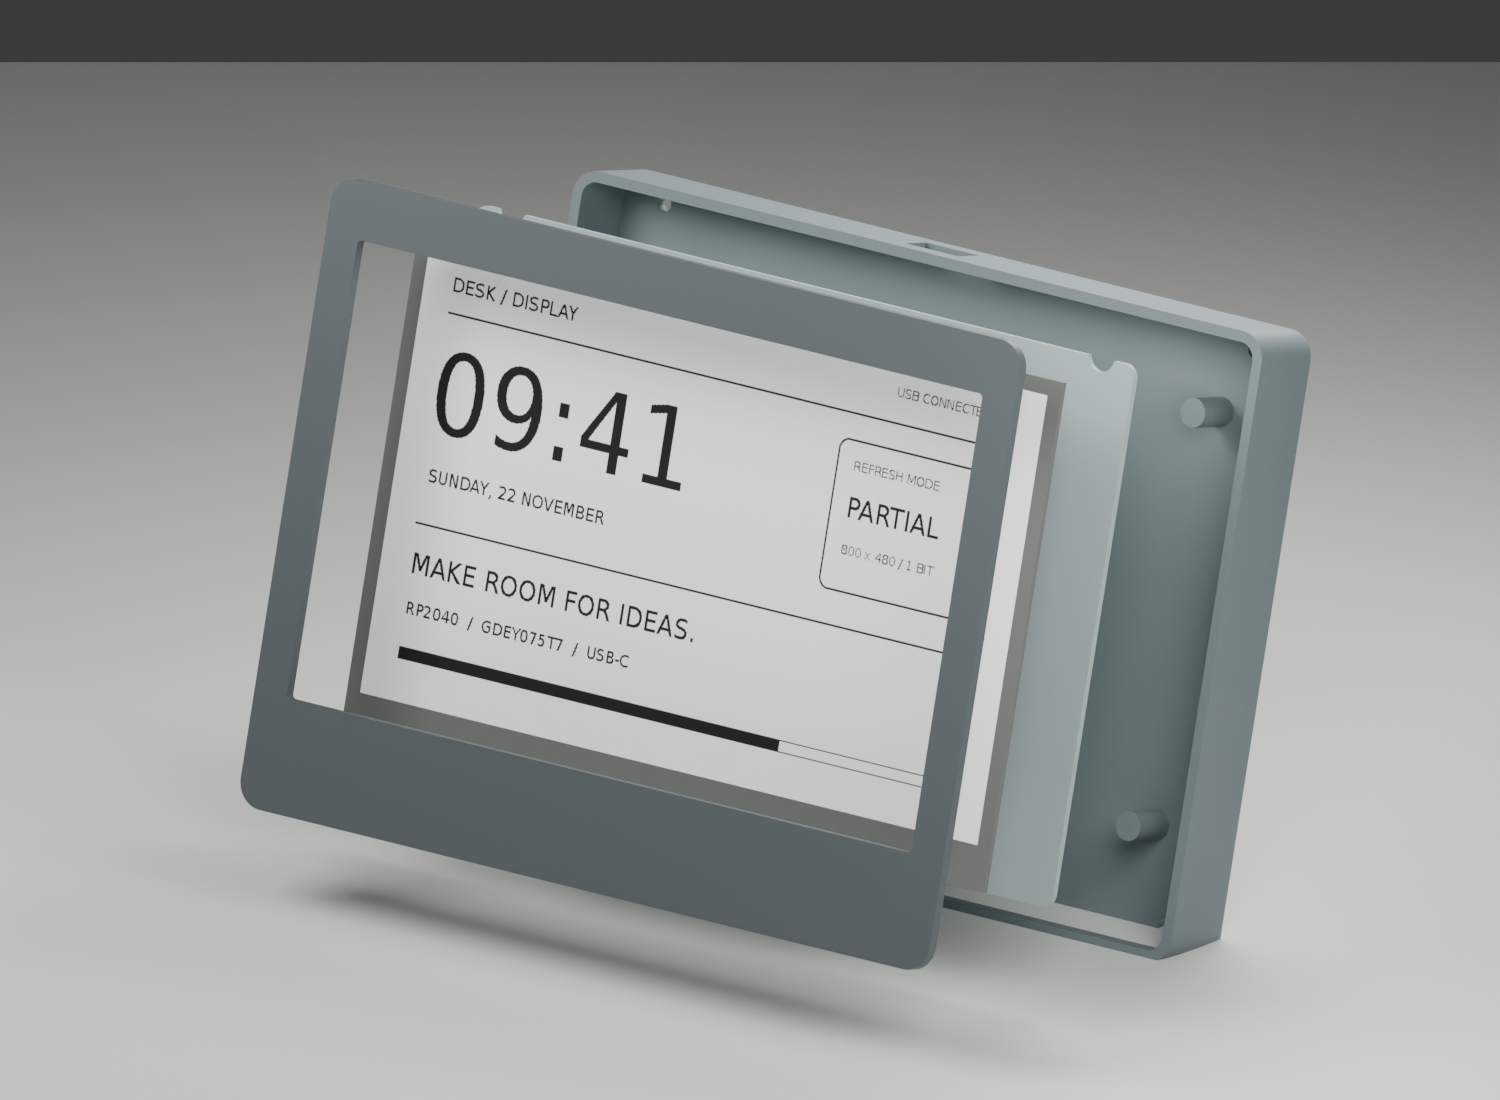 DESK / DISPLAY
USB CONNECTE
09:41
SUNDAY, 22 NOVEMBER
REFRESH MODE
PARTIAL
800 x 480 / 1 BIT
MAKE ROOM FOR IDEAS.
RP2040 / GDEY075T7 / USB-C